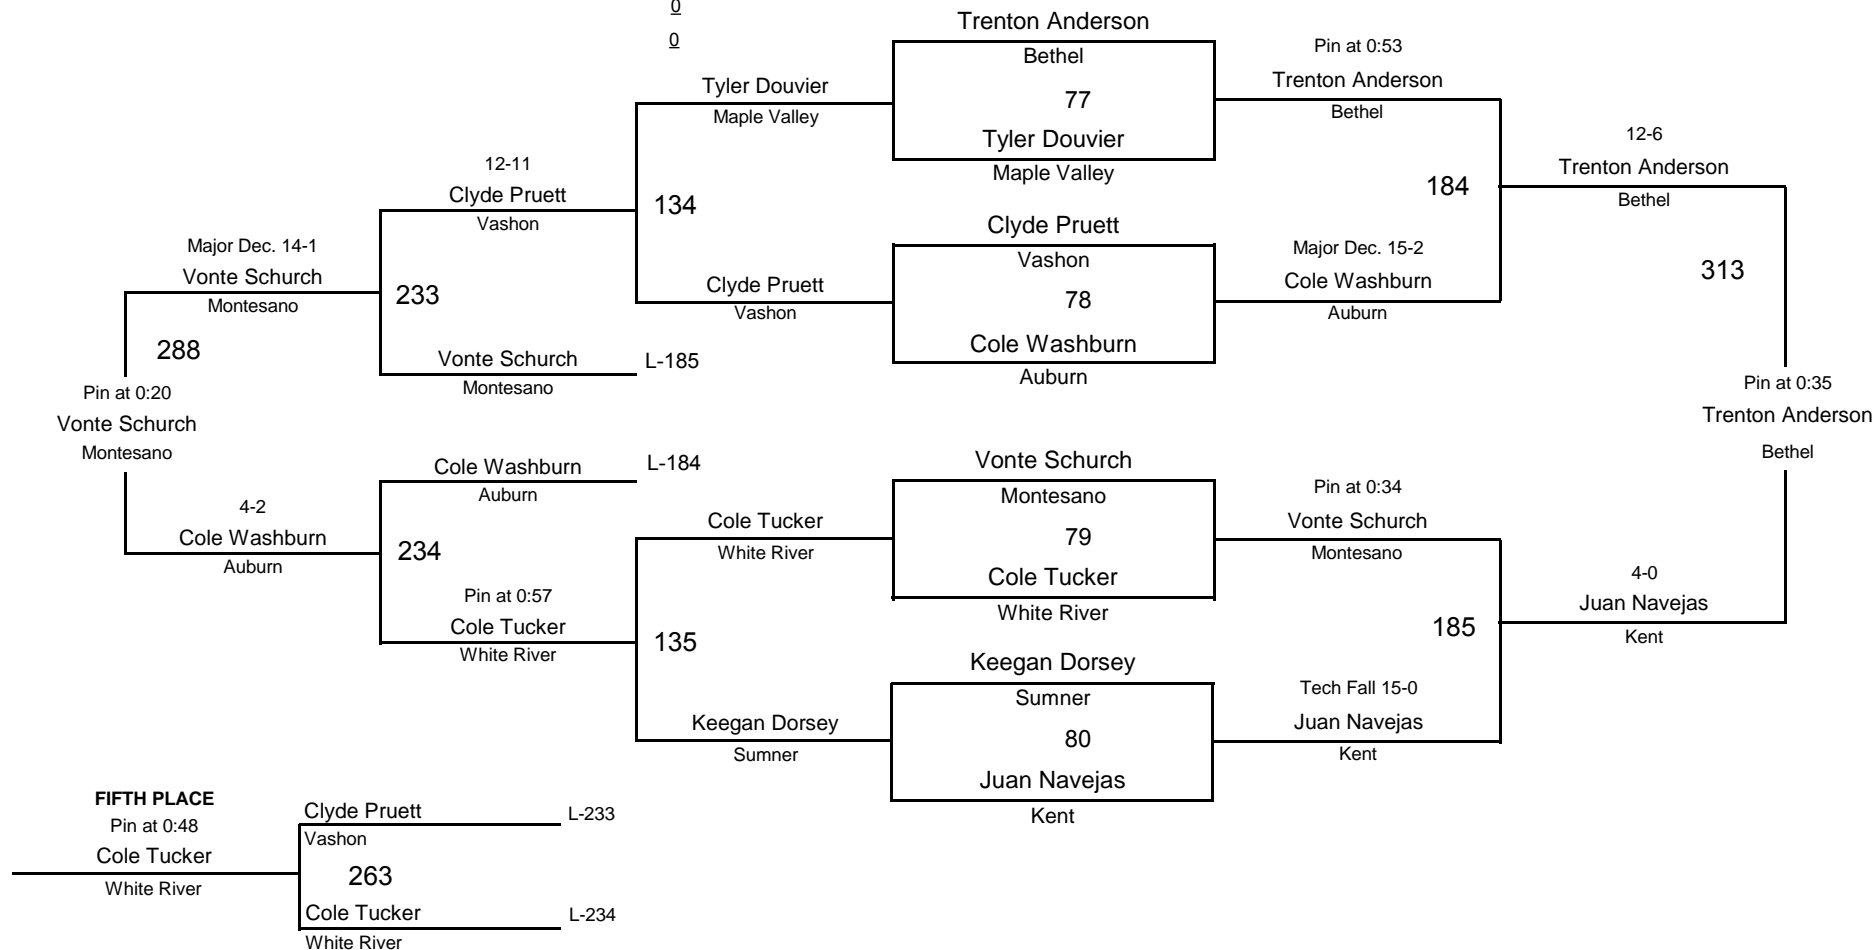 0
0
Trenton Anderson
Bethel
77
Tyler Douvier
Maple Valley
Pin at 0:53
Trenton Anderson
Bethel
Tyler Douvier
Maple Valley
12-6
Trenton Anderson
Bethel
184
12-11
Clyde Pruett
Vashon
134
Clyde Pruett
Vashon
78
Cole Washburn
Auburn
Major Dec. 15-2
Cole Washburn
Auburn
313
Major Dec. 14-1
Vonte Schurch
Montesano
233
Clyde Pruett
Vashon
288
Vonte Schurch
Montesano
L-185
Pin at 0:20
Vonte Schurch
Montesano
Pin at 0:35
Trenton Anderson
Bethel
Cole Washburn
Auburn
L-184
Vonte Schurch
Montesano
79
Cole Tucker
White River
Pin at 0:34
Vonte Schurch
Montesano
4-2
Cole Washburn
Auburn
234
Cole Tucker
White River
4-0
Juan Navejas
Kent
Pin at 0:57
Cole Tucker
White River
135
185
Keegan Dorsey
Sumner
80
Juan Navejas
Kent
Tech Fall 15-0
Juan Navejas
Kent
Keegan Dorsey
Sumner
FIFTH PLACE
Pin at 0:48
Cole Tucker
White River
Clyde Pruett
Vashon
L-233
263
Cole Tucker
White River
L-234